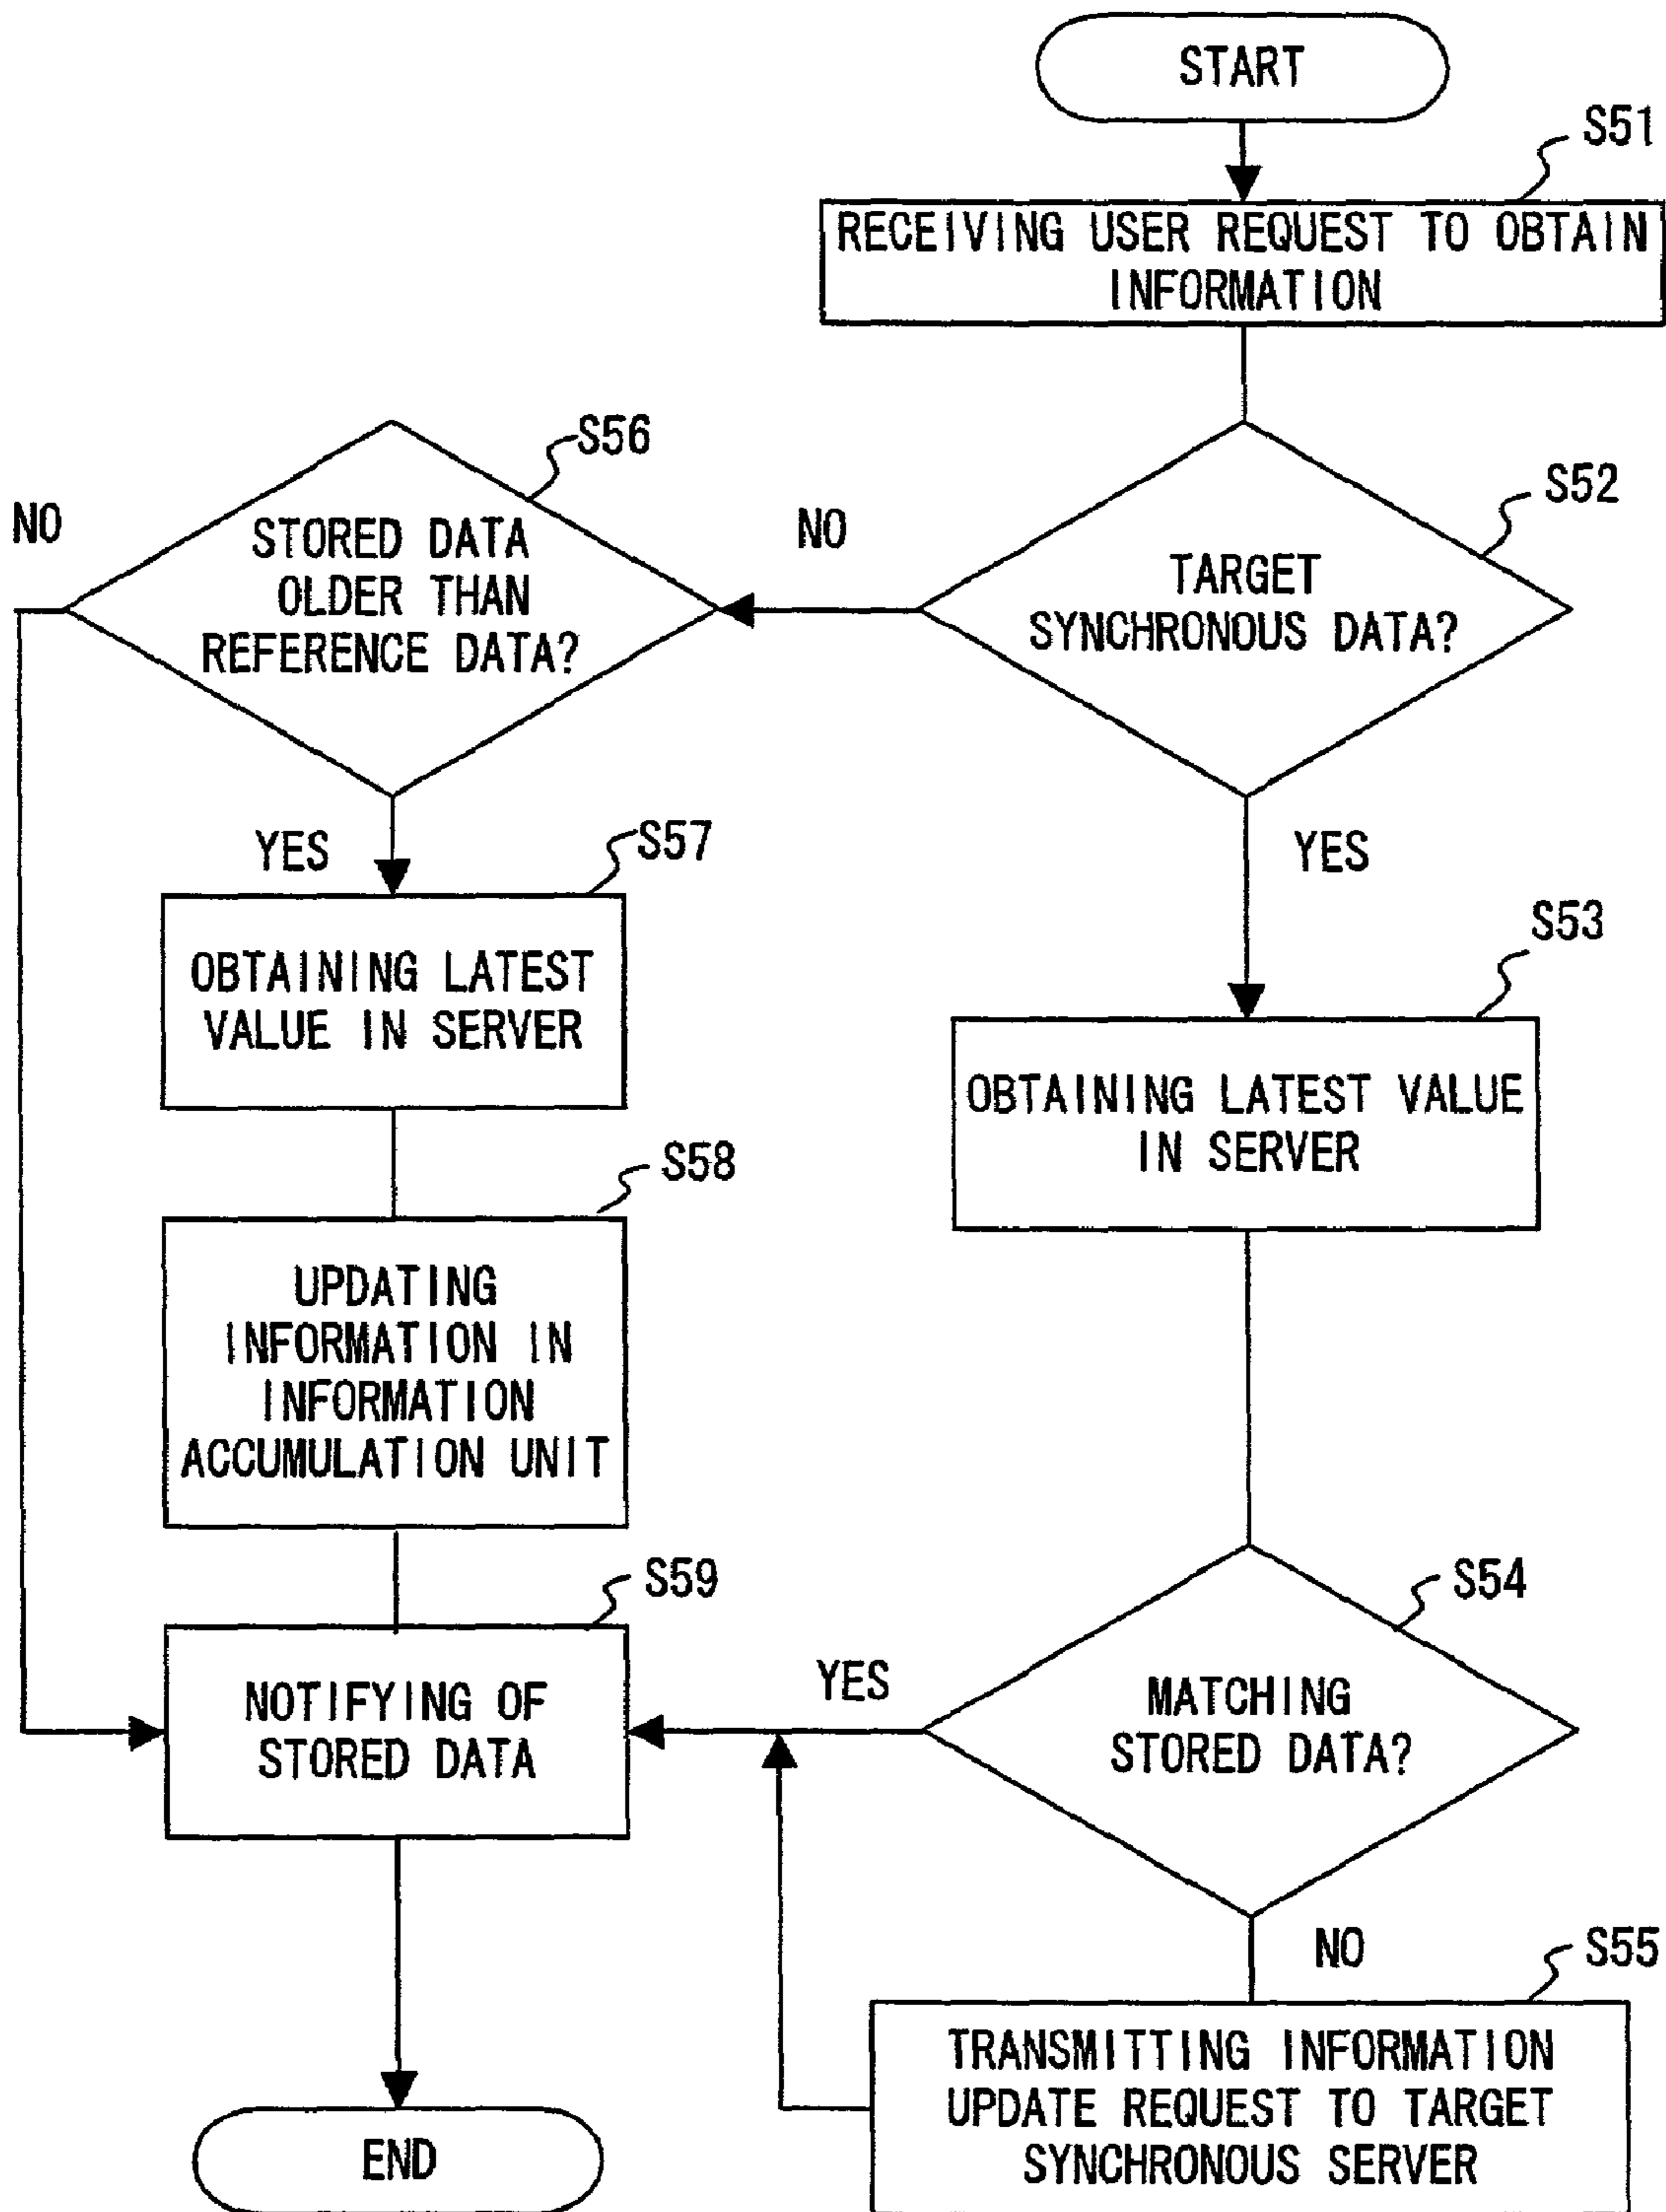 START
S51
RECEIVING USER REQUEST TO OBTAIN
INFORMATION
S52
TARGET
SYNCHRONOUS DATA?
NO
YES
S56
STORED DATA
OLDER THAN
REFERENCE DATA?
NO
YES
S57
OBTAINING LATEST
VALUE IN SERVER
S53
OBTAINING LATEST VALUE
IN SERVER
S58
UPDATING
INFORMATION IN
INFORMATION
ACCUMULATION UNIT
S54
MATCHING
STORED DATA?
YES
NO
S59
NOTIFYING OF
STORED DATA
S55
TRANSMITTING INFORMATION
UPDATE REQUEST TO TARGET
SYNCHRONOUS SERVER
END